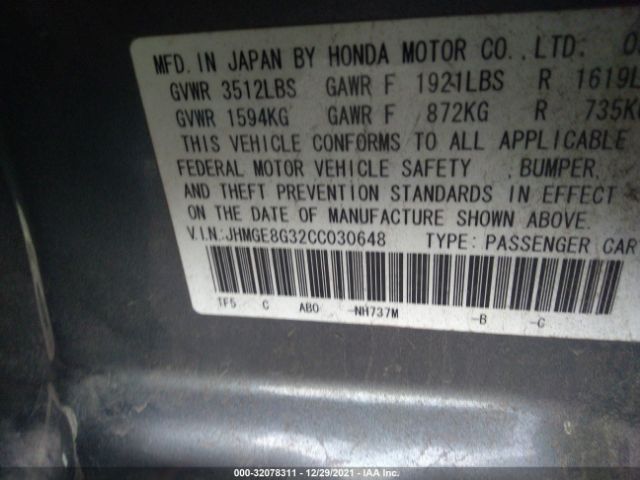 MFD. IN JAPAN BY HONDA MOTOR CO., LTD:
GVWR 3512LBS GAWR F 1921LBS R 1619L
GVWR 1594KG GAWR F 872KG R 735K
THIS VEHICLE CONFORMS TO ALL APPLICABLE
FEDERAL MOTOR VEHICLE SAFETY , BUMPER,
AND THEFT PREVENTION STANDARDS IN EFFECT
ON THE DATE OF MANUFACTURE SHOWN ABOVE.
V.I.N.:JHMGE8G32CC030648 TYPE: PASSENGER CAR
TF5 C AB0 -NH737M -B -C
000-32078311 - 12/29/2021 - IAA Inc.